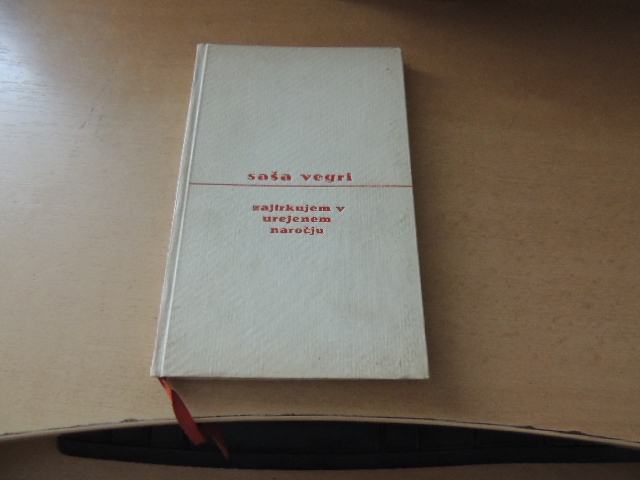 saša vegri
zajtrkujem v
urejenem
naročju